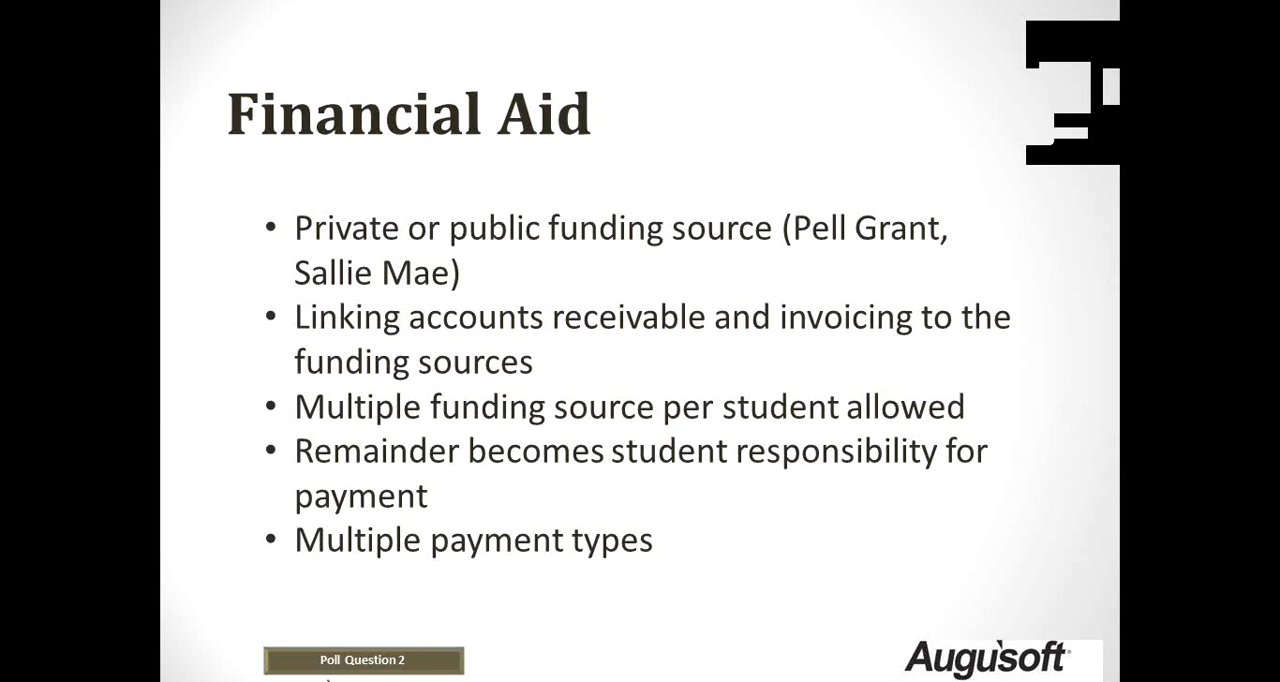 Financial Aid
• Private or public funding source (Pell Grant,
Sallie Mae)
• Linking accounts receivable and invoicing to the
funding sources
• Multiple funding source per student allowed
• Remainder becomes student responsibility for
payment
• Multiple payment types
Poll Question 2
Augusoft